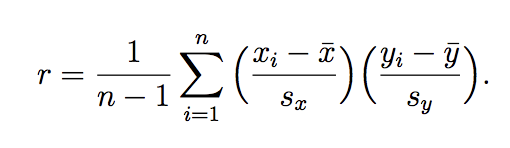 r = \frac{1}{n-1} \sum_{i=1}^{n} \left( \frac{x_i - \bar{x}}{s_x} \right) \left( \frac{y_i - \bar{y}}{s_y} \right).